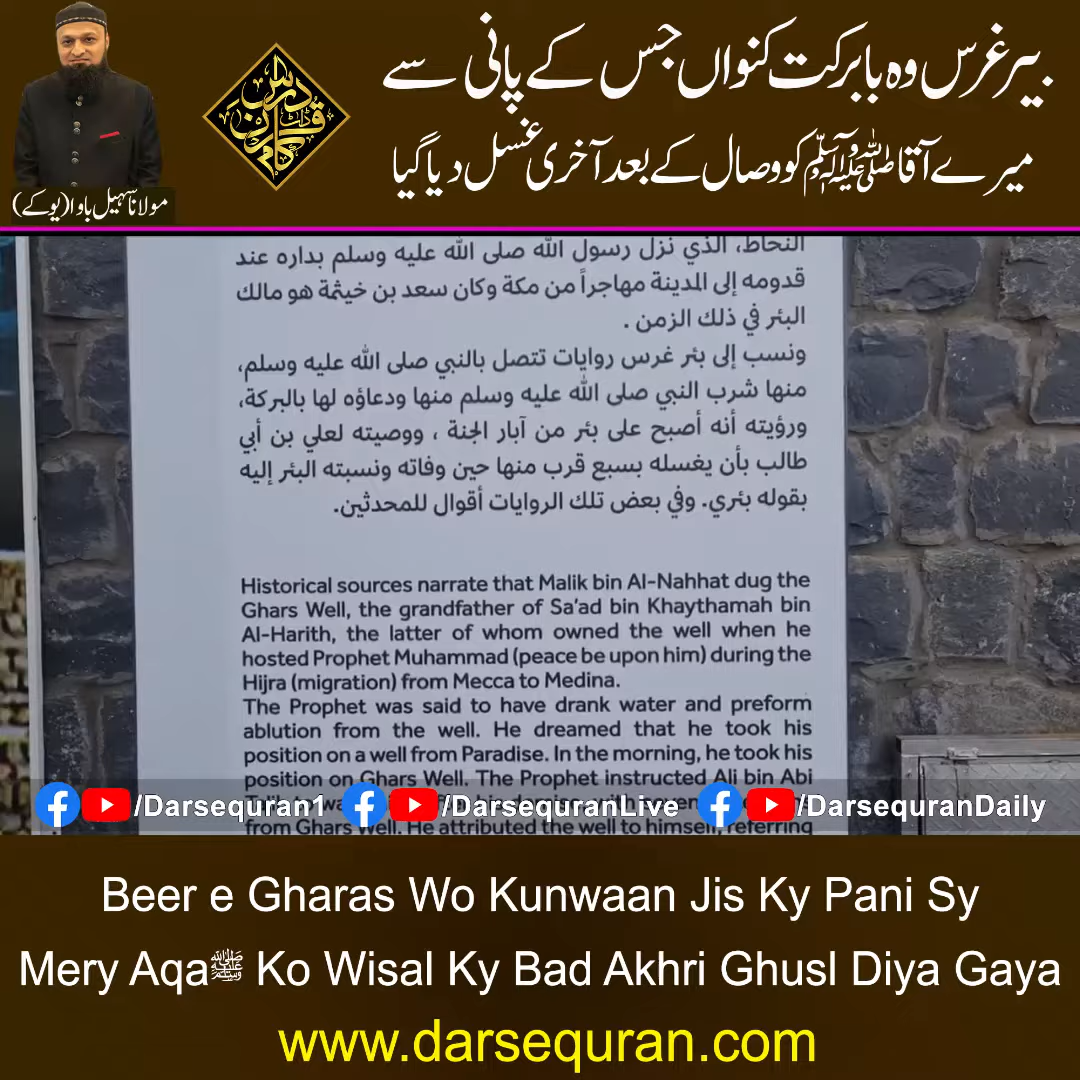 بیر غرس وہ بابرکت کنواں جس کے پانی سے
میرے آقا ﷺ کو وصال کے بعد آخری غسل دیا گیا
درس قرآن ڈاٹ کام
مولانا سہیل باوا (یو کے)
النحاط، الذي نزل رسول الله صلى الله عليه وسلم بداره عند
قدومه إلى المدينة مهاجراً من مكة وكان سعد بن خيثمة هو مالك
البئر في ذلك الزمن .
ونسب إلى بئر غرس روايات تتصل بالنبي صلى الله عليه وسلم،
منها شرب النبي صلى الله عليه وسلم منها ودعاؤه لها بالبركة،
ورؤيته أنه أصبح على بئر من آبار الجنة ، ووصيته لعلي بن أبي
طالب بأن يغسله بسبع قرب منها حين وفاته ونسبته البئر إليه
بقوله بئري. وفي بعض تلك الروايات أقوال للمحدثين.
Historical sources narrate that Malik bin Al-Nahhat dug the
Ghars Well, the grandfather of Sa'ad bin Khaythamah bin
Al-Harith, the latter of whom owned the well when he
hosted Prophet Muhammad (peace be upon him) during the
Hijra (migration) from Mecca to Medina.
The Prophet was said to have drank water and preform
ablution from the well. He dreamed that he took his
position on a well from Paradise. In the morning, he took his
position on Ghars Well. The Prophet instructed Ali bin Abi
/Darsequran1 /DarsequranLive /DarsequranDaily
from Ghars Well. He attributed the well to himself, referring
Beer e Gharas Wo Kunwaan Jis Ky Pani Sy
Mery Aqaﷺ Ko Wisal Ky Bad Akhri Ghusl Diya Gaya
www.darsequran.com